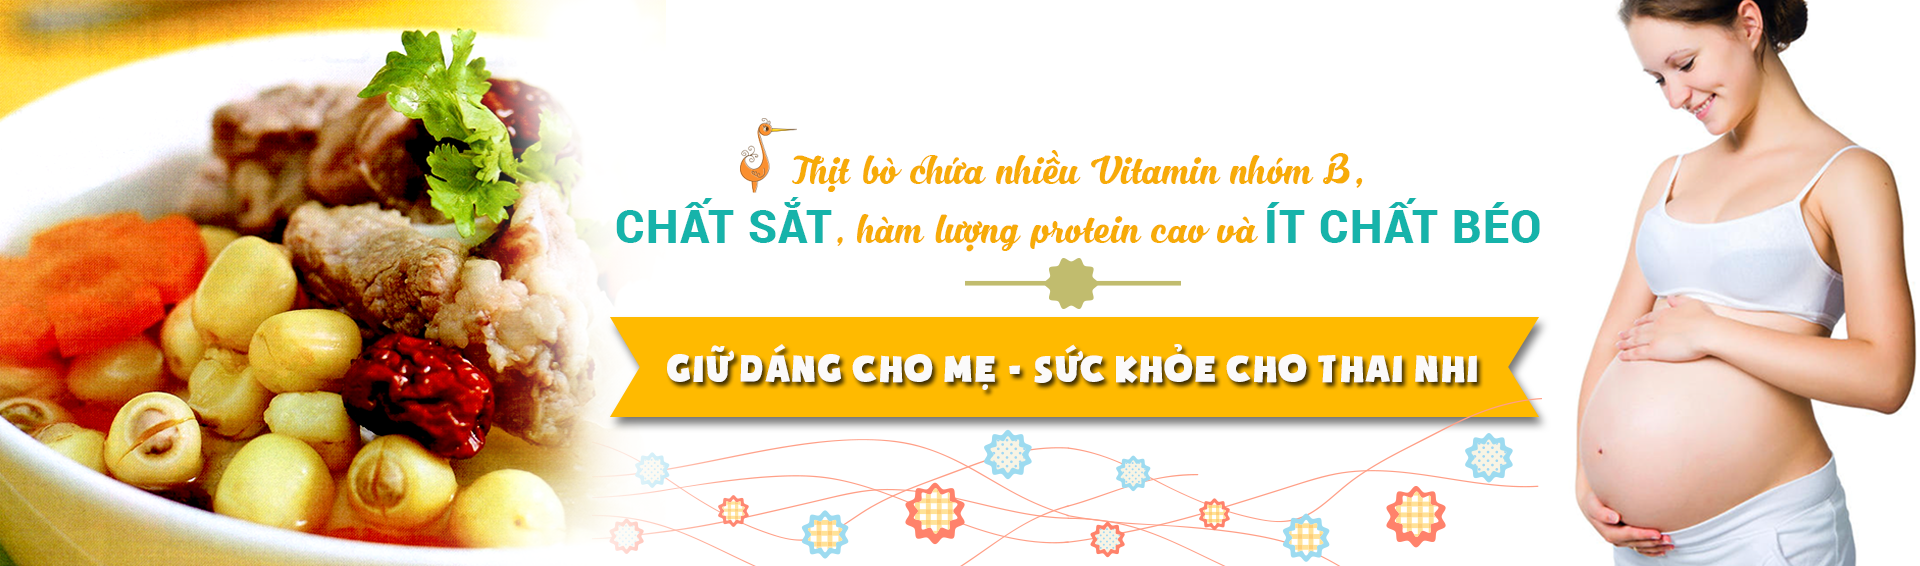 Thịt bò chứa nhiều Vitamin nhóm B,
CHẤT SẮT, hàm lượng protein cao và ÍT CHẤT BÉO
GIỮ DÁNG CHO MẸ - SỨC KHỎE CHO THAI NHI